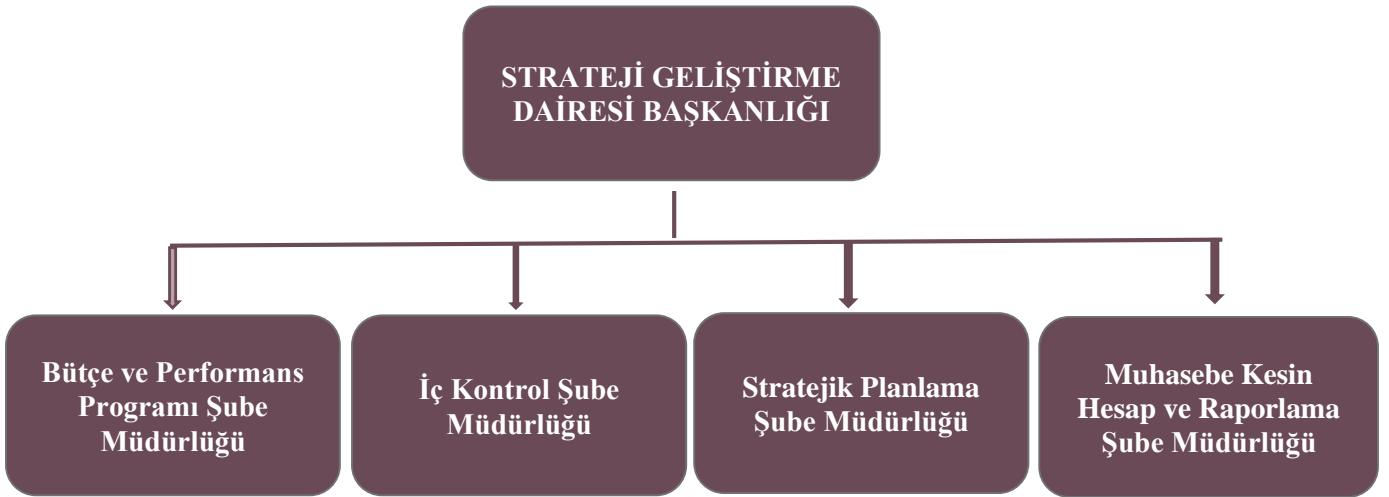 STRATEJİ GELİŞTİRME
DAİRESİ BAŞKANLIĞI
Bütçe ve Performans
Programı Şube
Müdürlüğü
İç Kontrol Şube
Müdürlüğü
Stratejik Planlama
Şube Müdürlüğü
Muhasebe Kesin
Hesap ve Raporlama
Şube Müdürlüğü